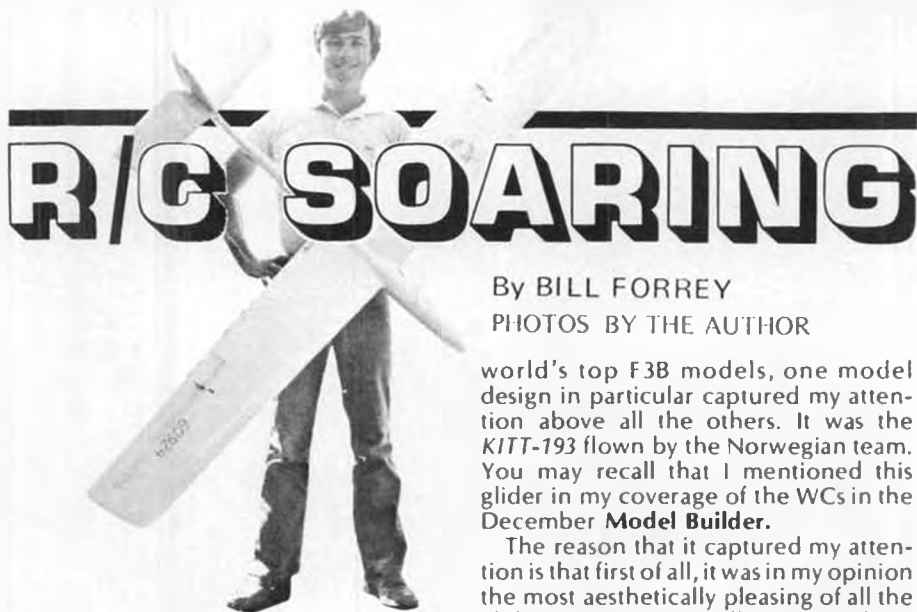 R/C SOARING
By BILL FORREY
PHOTOS BY THE AUTHOR
world's top F3B models, one model
design in particular captured my atten-
tion above all the others. It was the
KITT-193 flown by the Norwegian team.
You may recall that I mentioned this
glider in my coverage of the WCs in the
December Model Builder.
The reason that it captured my atten-
tion is that first of all, it was in my opinion
the most aesthetically pleasing of all the
60924